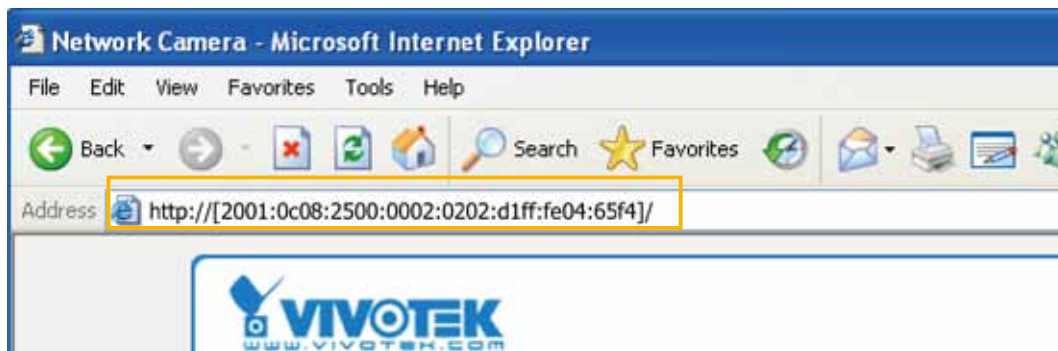 Network Camera - Microsoft Internet Explorer
File Edit View Favorites Tools Help
Back Search Favorites
Address http://[2001:0c08:2500:0002:0202:d1ff:fe04:65f4]/
VIVOTEK
WWW.VIVOTEK.COM